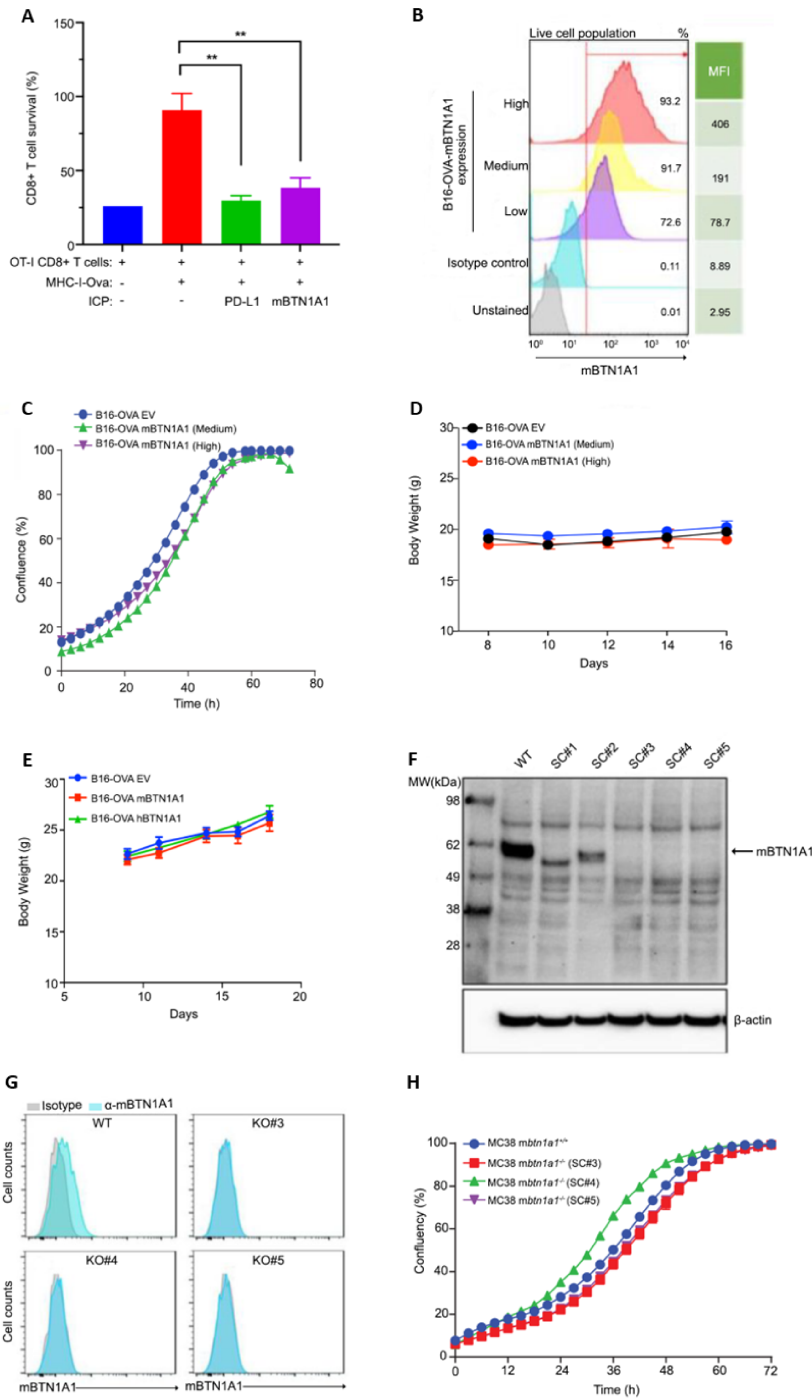 A
CD8+ T cell survival (%)
150
100
50
0
**
**
OT-I CD8+ T cells: + + + +
MHC-I-Ova: - + + +
ICP: - - PD-L1 mBTN1A1
B
Live cell population %
MFI
B16-OVA-mBTN1A1 expression
High 93.2 406
Medium 91.7 191
Low 72.6 78.7
Isotype control 0.11 8.89
Unstained 0.01 2.95
10⁰ 10¹ 10² 10³ 10⁴
mBTN1A1
C
B16-OVA EV
B16-OVA mBTN1A1 (Medium)
B16-OVA mBTN1A1 (High)
Confluence (%)
100
80
60
40
20
0
0 20 40 60 80
Time (h)
D
B16-OVA EV
B16-OVA mBTN1A1 (Medium)
B16-OVA mBTN1A1 (High)
Body Weight (g)
30
25
20
15
10
8 10 12 14 16
Days
E
B16-OVA EV
B16-OVA mBTN1A1
B16-OVA hBTN1A1
Body Weight (g)
30
25
20
15
10
5 10 15 20
Days
F
WT SC#1 SC#2 SC#3 SC#4 SC#5
MW(kDa)
98
62
49
38
28
mBTN1A1
β-actin
G
Isotype α-mBTN1A1
WT KO#3
Cell counts
KO#4 KO#5
Cell counts
mBTN1A1 mBTN1A1
H
MC38 mbtn1a1⁺/⁺
MC38 mbtn1a1⁻/⁻ (SC#3)
MC38 mbtn1a1⁻/⁻ (SC#4)
MC38 mbtn1a1⁻/⁻ (SC#5)
Confluency (%)
100
80
60
40
20
0
0 12 24 36 48 60 72
Time (h)